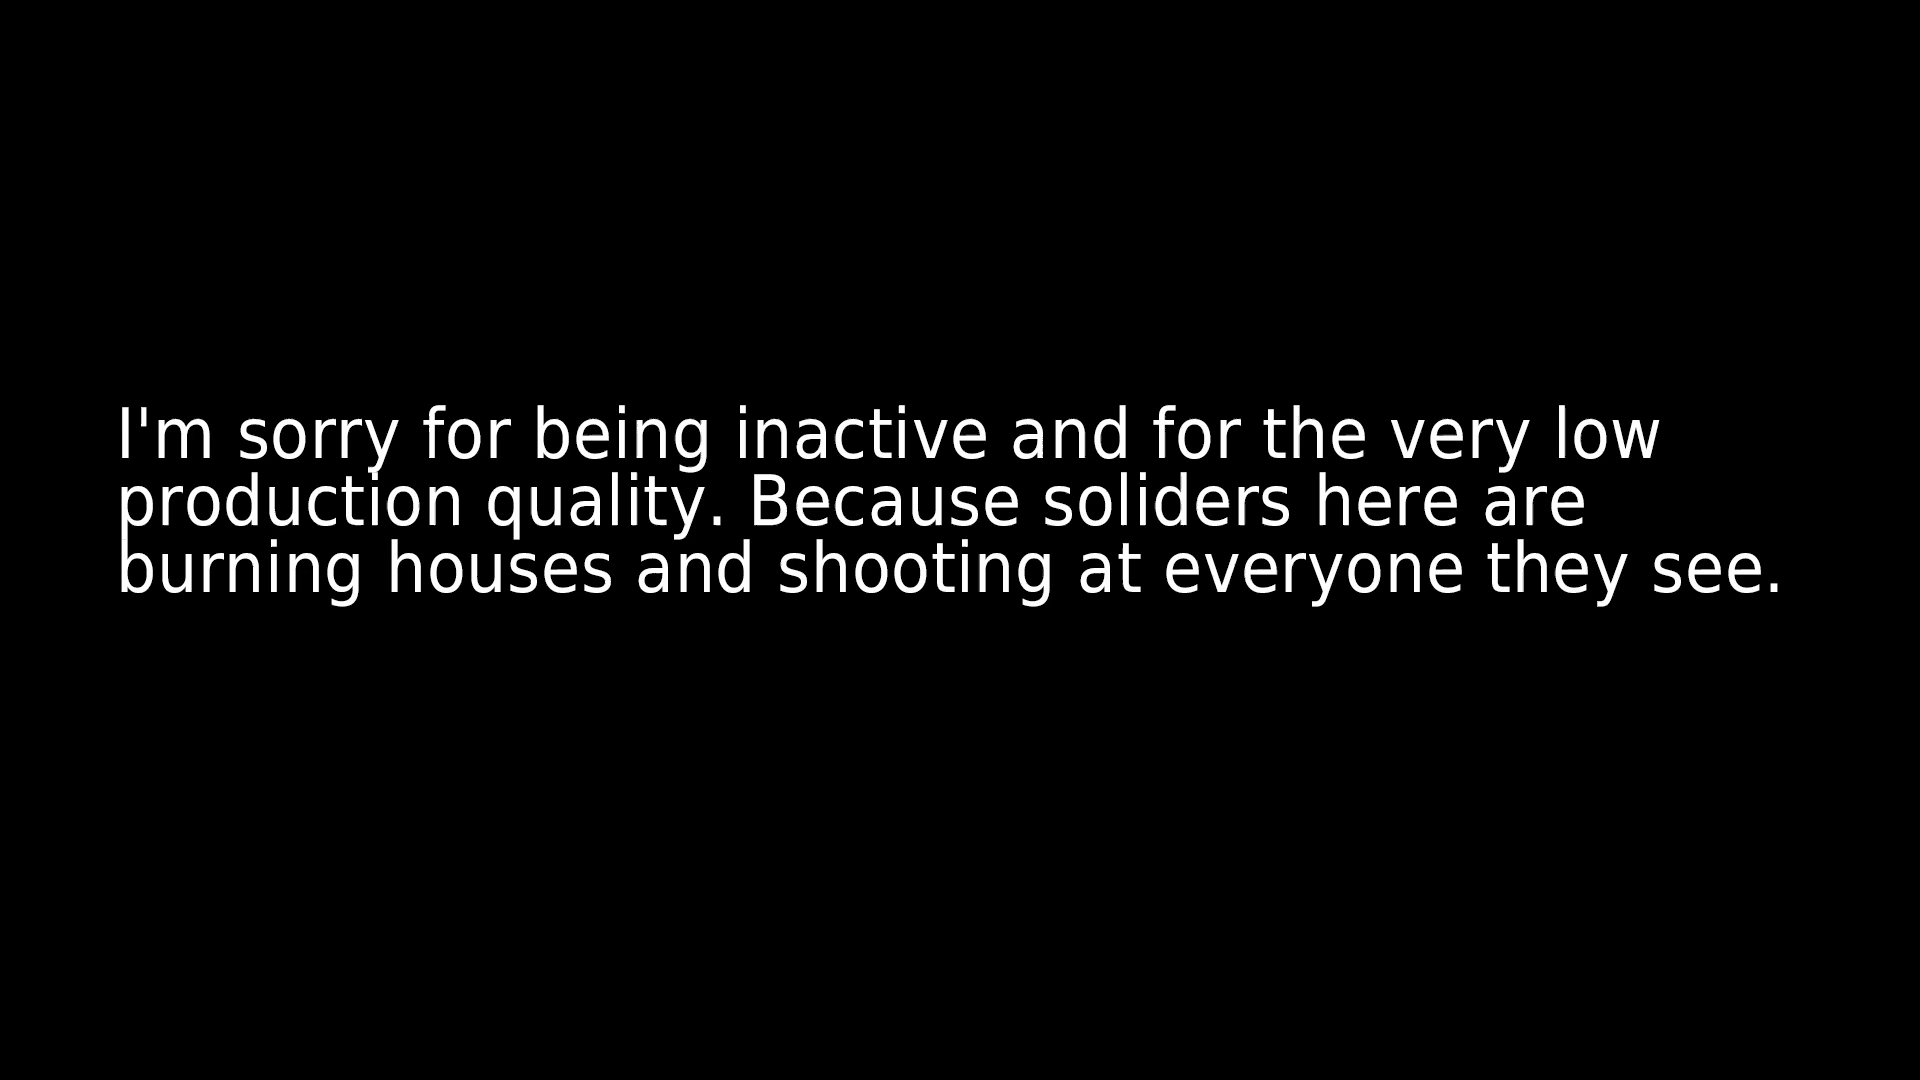 I'm sorry for being inactive and for the very low
production quality. Because soliders here are
burning houses and shooting at everyone they see.